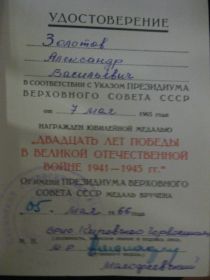 УДОСТОВЕРЕНИЕ
Золотов
Александр
Васильевич
В СООТВЕТСТВИИ С УКАЗОМ ПРЕЗИДИУМА
ВЕРХОВНОГО СОВЕТА СССР
от 7 мая 1965 года
НАГРАЖДЕН ЮБИЛЕЙНОЙ МЕДАЛЬЮ
„ДВАДЦАТЬ ЛЕТ ПОБЕДЫ
В ВЕЛИКОЙ ОТЕЧЕСТВЕННОЙ
ВОЙНЕ 1941—1945 гг.“
От имени ПРЕЗИДИУМА ВЕРХОВНОГО
СОВЕТА СССР МЕДАЛЬ ВРУЧЕНА
05. мая 66 года
М. П.